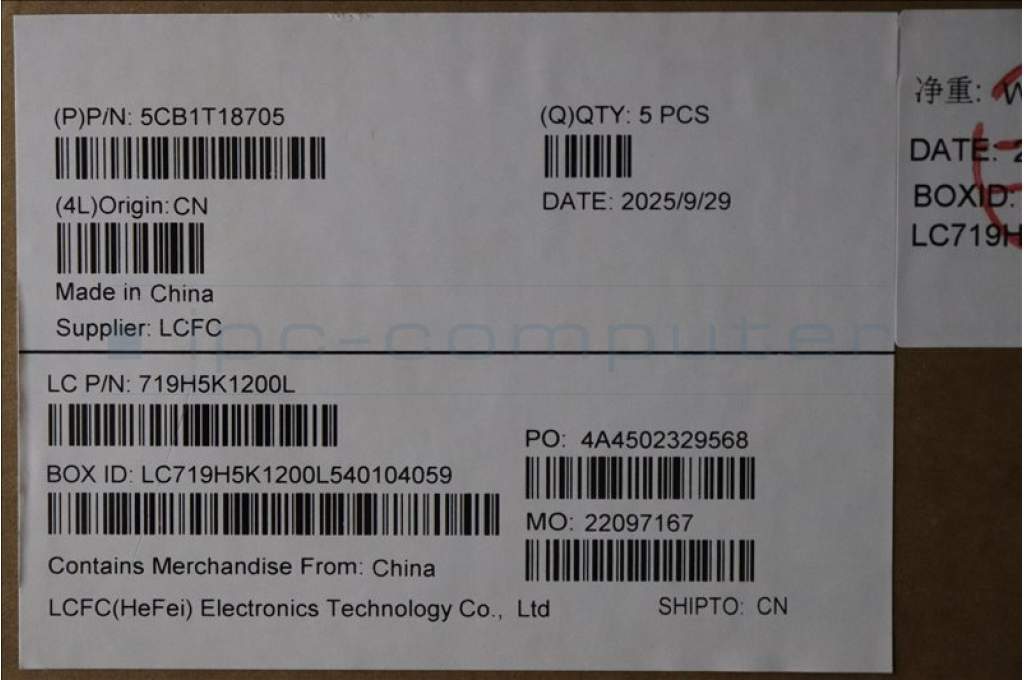 (P)P/N: 5CB1T18705
(Q)QTY: 5 PCS
(4L)Origin: CN
DATE: 2025/9/29
Made in China
Supplier: LCFC
ipc-computer
LC P/N: 719H5K1200L
PO: 4A4502329568
BOX ID: LC719H5K1200L540104059
MO: 22097167
Contains Merchandise From: China
LCFC(HeFei) Electronics Technology Co., Ltd
SHIPTO: CN
净重:
DATE:
BOXID:
LC719H